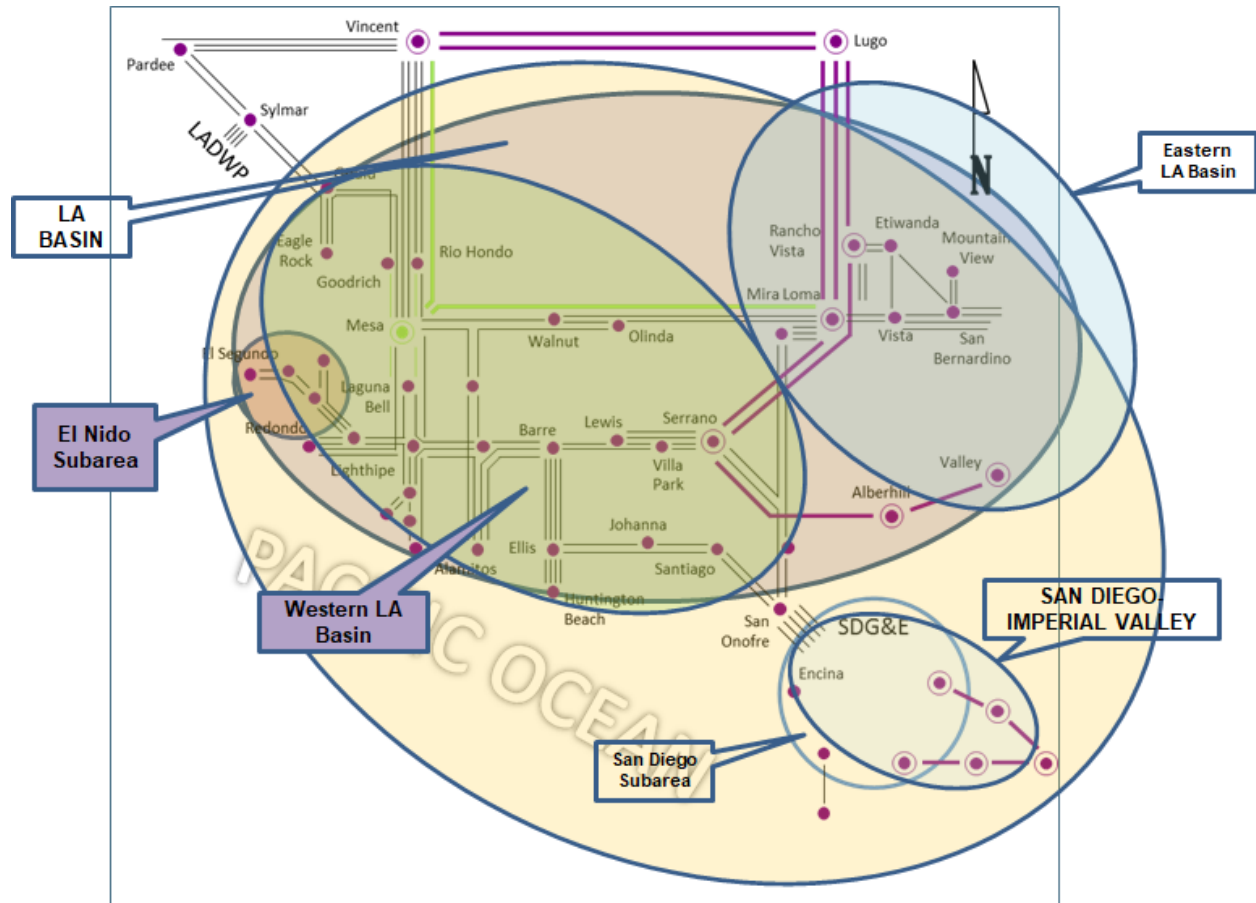 Vincent
Lugo
Pardee
Sylmar
LADWP
N
Eastern
LA Basin
LA
BASIN
Eagle
Rock
Goodrich
Rio Hondo
Rancho
Vista
Etiwanda
Mountain
View
Mira Loma
Mesa
Walnut
Olinda
Vista
San
Bernardino
El Segundo
Laguna
Bell
El Nido
Subarea
Redondo
Lighthipe
Barre
Lewis
Serrano
Villa
Park
Valley
Alberhill
Johanna
Ellis
Santiago
Alamitos
Huntington
Beach
PACIFIC OCEAN
Western LA
Basin
San
Onofre
SDG&E
SAN DIEGO-
IMPERIAL VALLEY
Encina
San Diego
Subarea